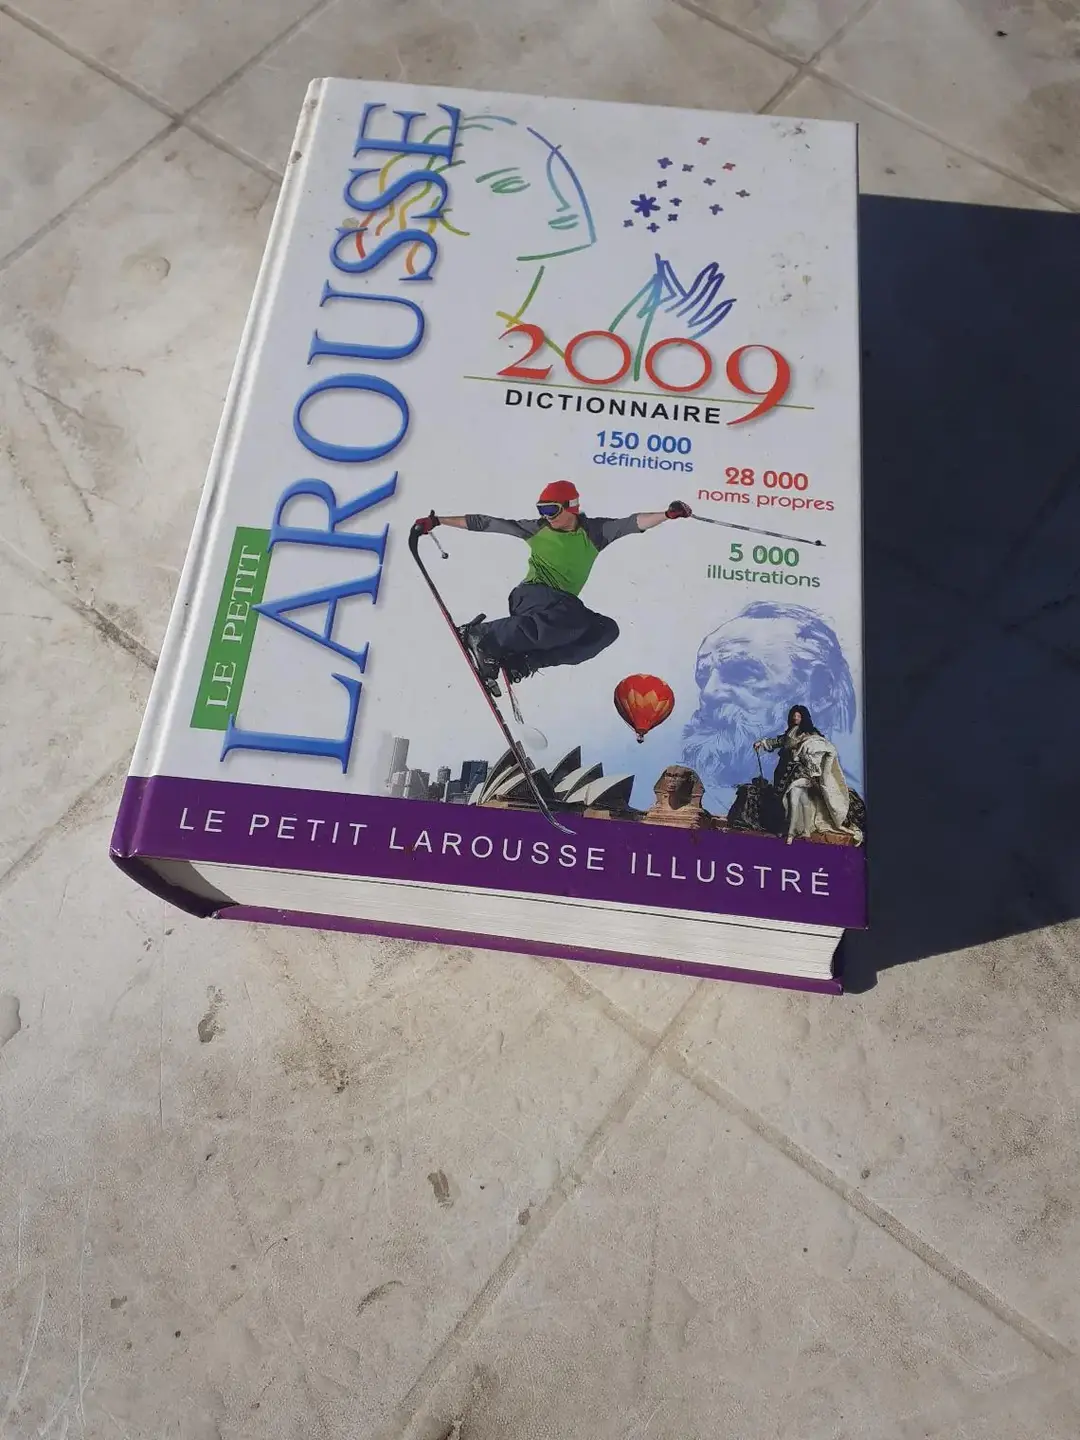 LE PETIT
LAROUSSE
2009
DICTIONNAIRE
150 000
définitions
28 000
noms propres
5 000
illustrations
LE PETIT LAROUSSE ILLUSTRÉ